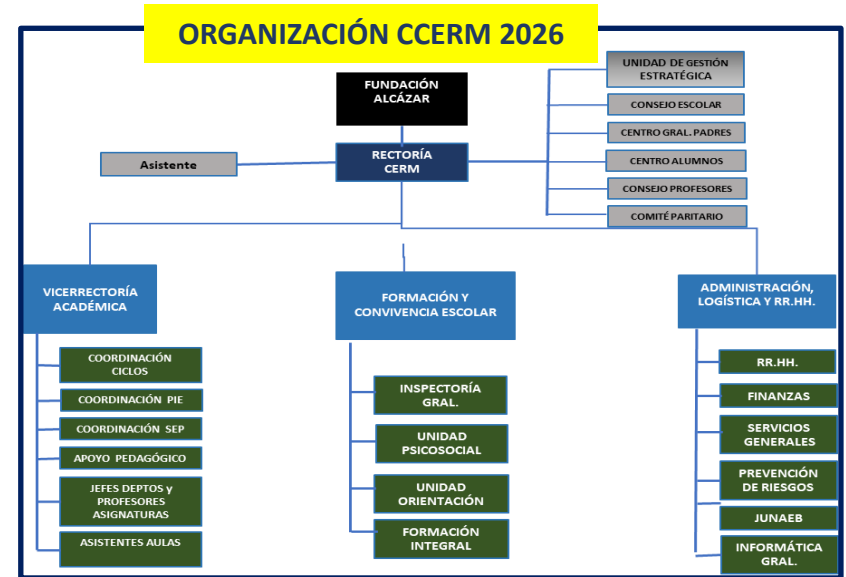 ORGANIZACIÓN CCERM 2026
FUNDACIÓN
ALCÁZAR
RECTORÍA
CERM
Asistente
UNIDAD DE GESTIÓN
ESTRATÉGICA
CONSEJO ESCOLAR
CENTRO GRAL. PADRES
CENTRO ALUMNOS
CONSEJO PROFESORES
COMITÉ PARITARIO
VICERRECTORÍA
ACADÉMICA
COORDINACIÓN
CICLOS
COORDINACIÓN PIE
COORDINACIÓN SEP
APOYO PEDAGÓGICO
JEFES DEPTOS y
PROFESORES
ASIGNATURAS
ASISTENTES AULAS
FORMACIÓN Y
CONVIVENCIA ESCOLAR
INSPECTORÍA
GRAL.
UNIDAD
PSICOSOCIAL
UNIDAD
ORIENTACIÓN
FORMACIÓN
INTEGRAL
ADMINISTRACIÓN,
LOGÍSTICA Y RR.HH.
RR.HH.
FINANZAS
SERVICIOS
GENERALES
PREVENCIÓN
DE RIESGOS
JUNAEB
INFORMÁTICA
GRAL.